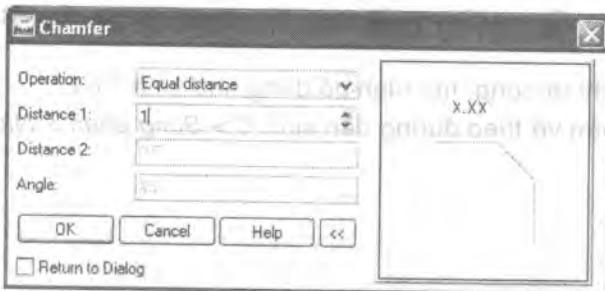 Chamfer
Operation: Equal distance
Distance 1: 1
Distance 2:
Angle:
X.XX
OK Cancel Help <<
Return to Dialog